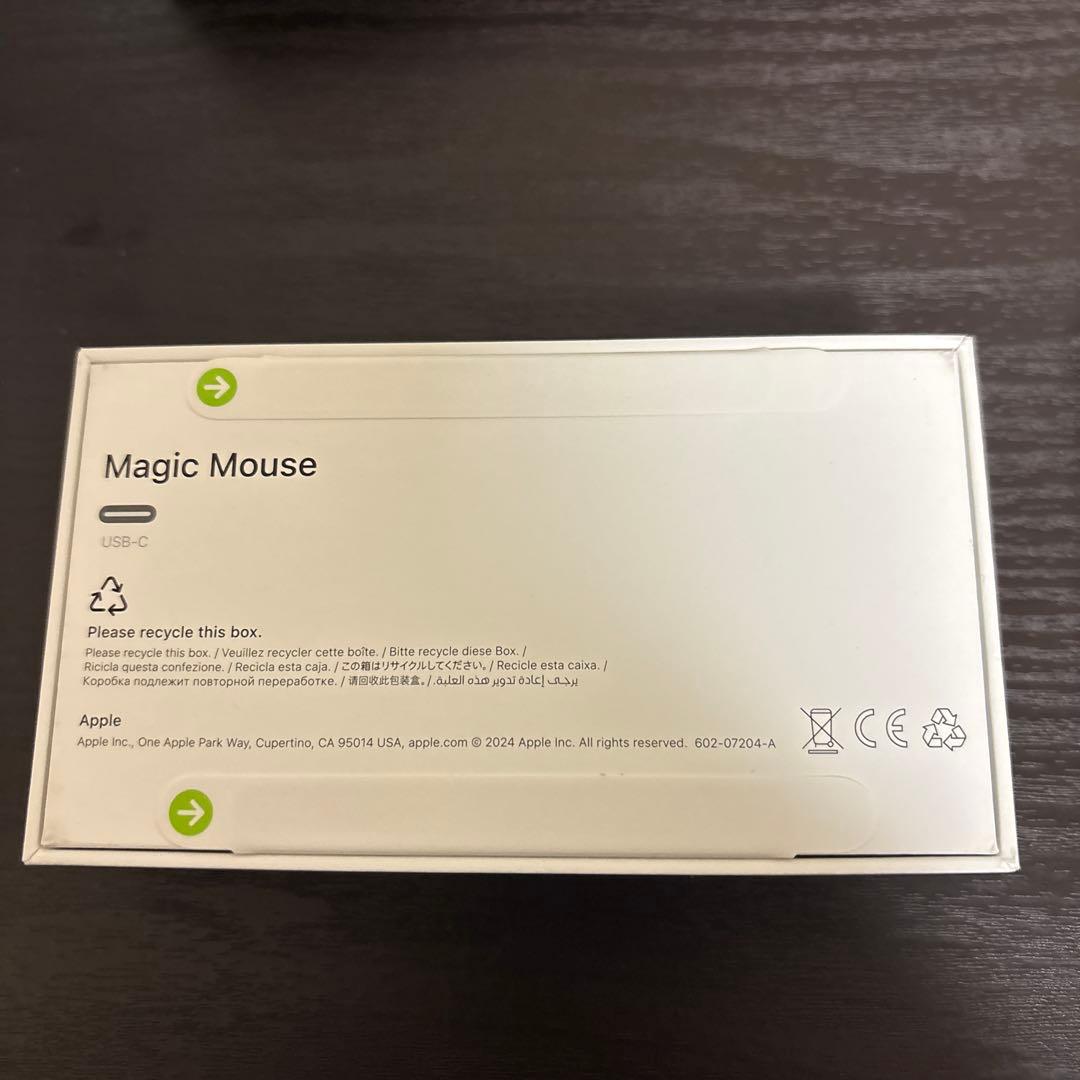 Magic Mouse
USB-C
Please recycle this box.
Please recycle this box. / Veuillez recycler cette boîte. / Bitte recycle diese Box. /
Ricicla questa confezione. / Recicla esta caja. / この箱はリサイクルしてください。/ Recicle esta caixa. /
Коробка подлежит повторной переработке. / 请回收此包装盒。/ .يرجى إعادة تدوير هذه العلبة
Apple
Apple Inc., One Apple Park Way, Cupertino, CA 95014 USA, apple.com © 2024 Apple Inc. All rights reserved. 602-07204-A
CE